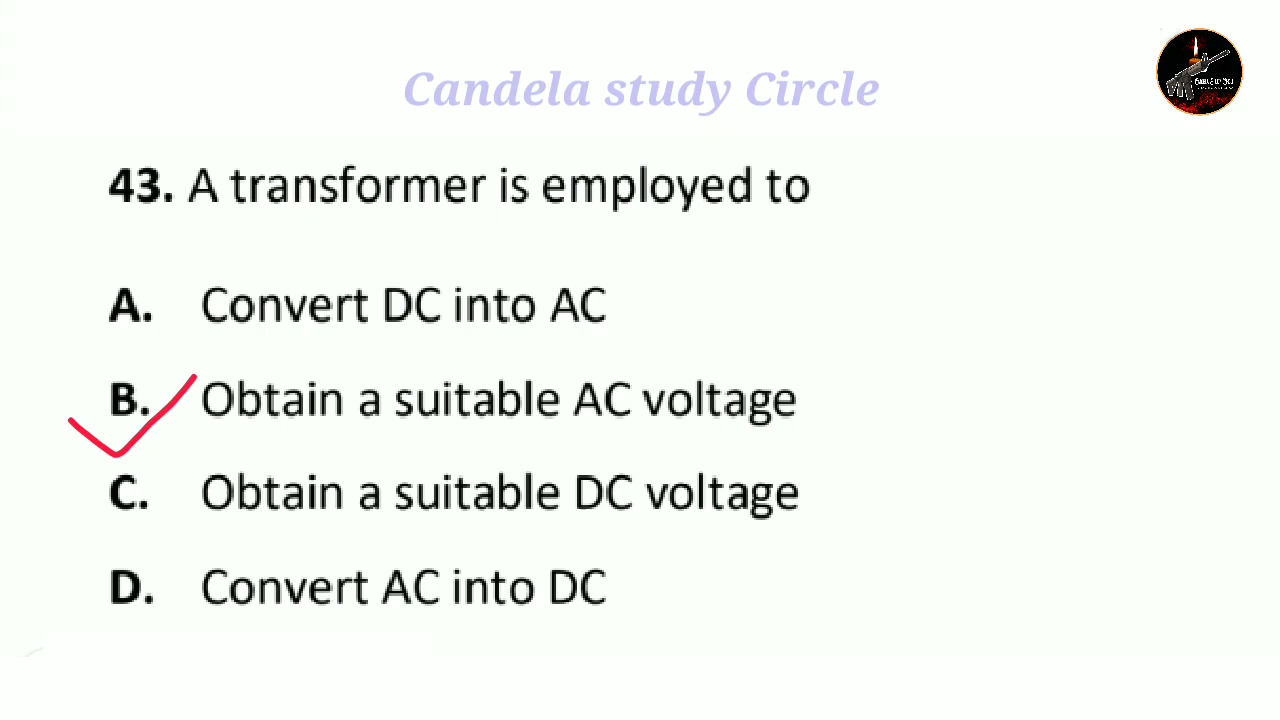 Candela study Circle
43. A transformer is employed to
A. Convert DC into AC
B. Obtain a suitable AC voltage
C. Obtain a suitable DC voltage
D. Convert AC into DC